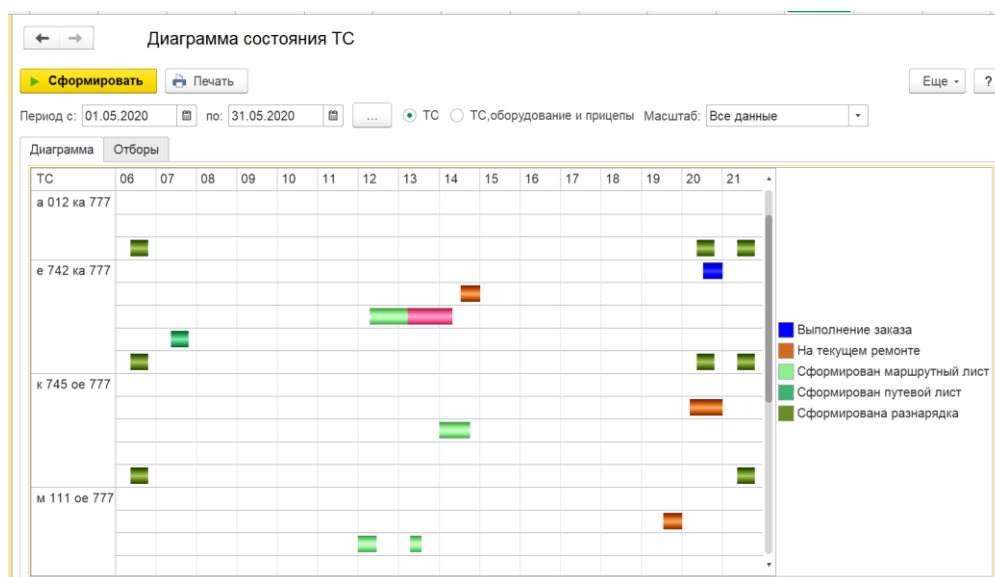 Диаграмма состояния ТС
Сформировать Печать Еще ?
Период с: 01.05.2020 по: 31.05.2020 ... ТС ТС,оборудование и прицепы Масштаб: Все данные
Диаграмма Отборы
ТС 06 07 08 09 10 11 12 13 14 15 16 17 18 19 20 21
а 012 ка 777
е 742 ка 777
Выполнение заказа
На текущем ремонте
Сформирован маршрутный лист
к 745 ое 777
Сформирован путевой лист
Сформирована разнарядка
м 111 ое 777